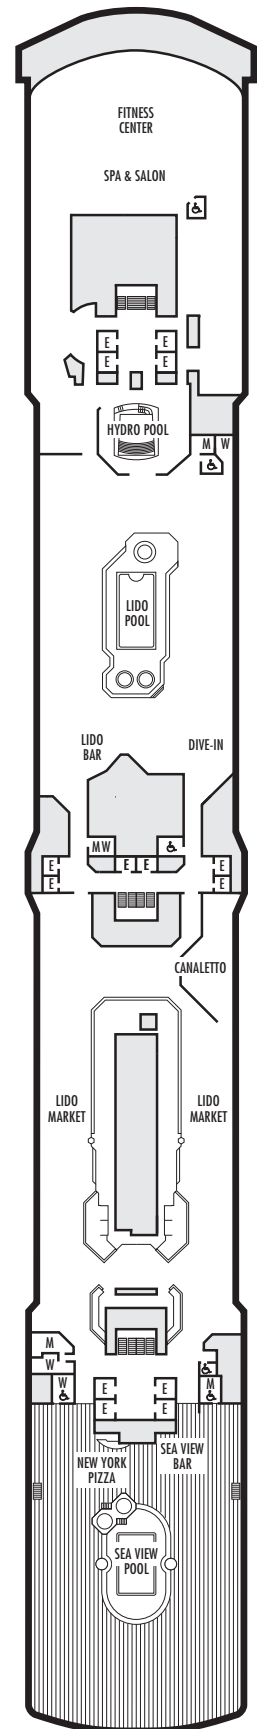 FITNESS
CENTER
SPA & SALON
E E
E E
HYDRO POOL
M W
LIDO
POOL
LIDO
BAR
DIVE-IN
MW
E E
E E
E E
CANALETTO
LIDO
MARKET
LIDO
MARKET
M
W
W
M
E E
E E
NEW YORK
PIZZA
SEA VIEW
BAR
SEA VIEW
POOL